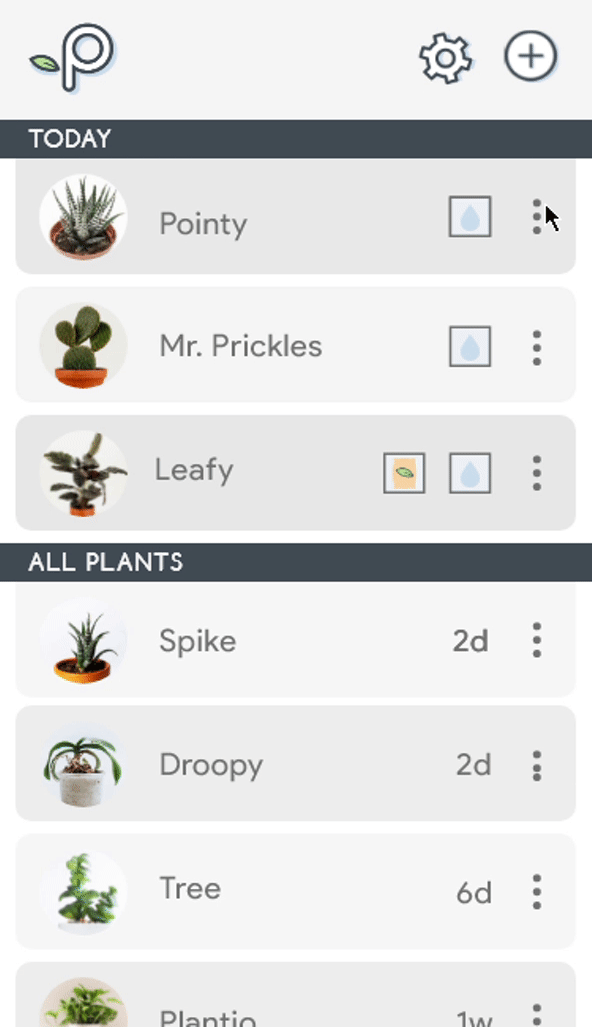 TODAY
Pointy
Mr. Prickles
Leafy
ALL PLANTS
Spike 2d
Droopy 2d
Tree 6d
Plantio 1w